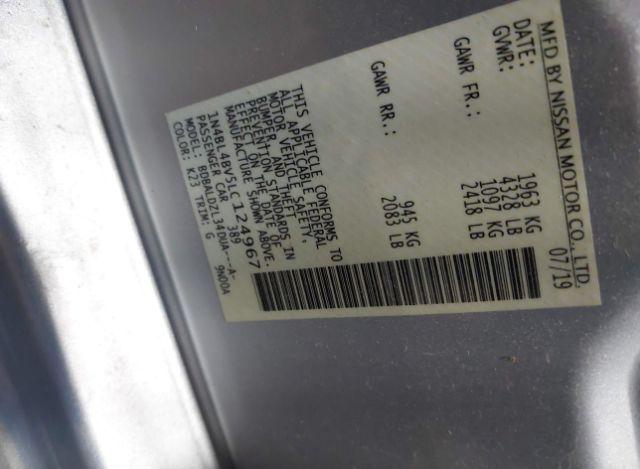 MFD BY NISSAN MOTOR CO., LTD.
DATE: 07/19
GVWR: 1963 KG
4328 LB
GAWR FR.: 1097 KG
2418 LB
GAWR RR.: 945 KG
2083 LB
THIS VEHICLE CONFORMS TO
ALL APPLICABLE FEDERAL
MOTOR VEHICLE SAFETY,
BUMPER, AND THEFT
PREVENTION STANDARDS IN
EFFECT ON THE DATE OF
MANUFACTURE SHOWN ABOVE.
1N4BL4BV5LC124967
PASSENGER CAR 389
MODEL: BDBALDZL34DUA---A-
COLOR: K23 TRIM: G 9N00A